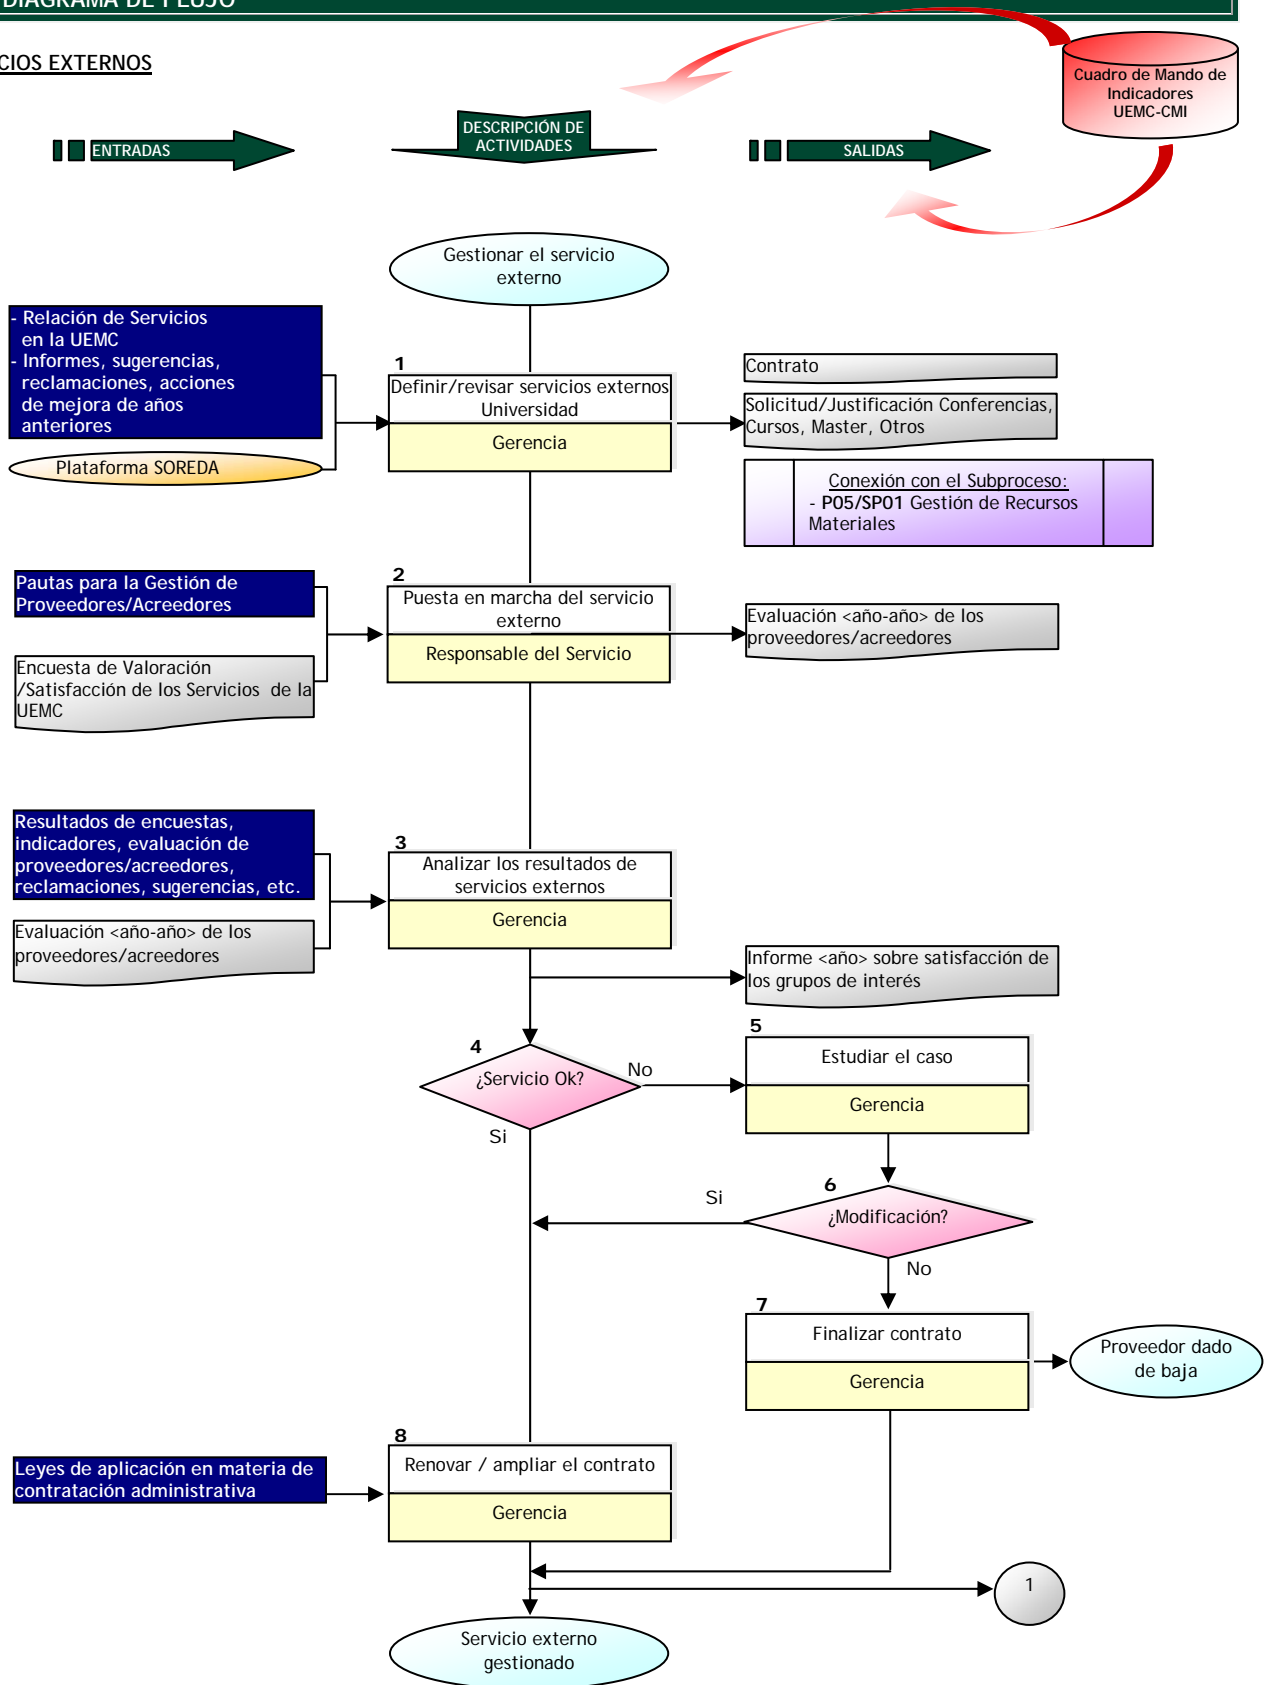 DIAGRAMA DE FLUJO
CIOS EXTERNOS
Cuadro de Mando de
Indicadores
UEMC-CMI
ENTRADAS
DESCRIPCIÓN DE
ACTIVIDADES
SALIDAS
Gestionar el servicio
externo
- Relación de Servicios
en la UEMC
- Informes, sugerencias,
reclamaciones, acciones
de mejora de años
anteriores
Plataforma SOREDA
1
Definir/revisar servicios externos
Universidad
Gerencia
Contrato
Solicitud/Justificación Conferencias,
Cursos, Master, Otros
Conexión con el Subproceso:
- P05/SP01 Gestión de Recursos
Materiales
Pautas para la Gestión de
Proveedores/Acreedores
Encuesta de Valoración
/Satisfacción de los Servicios de la
UEMC
2
Puesta en marcha del servicio
externo
Responsable del Servicio
Evaluación <año-año> de los
proveedores/acreedores
Resultados de encuestas,
indicadores, evaluación de
proveedores/acreedores,
reclamaciones, sugerencias, etc.
Evaluación <año-año> de los
proveedores/acreedores
3
Analizar los resultados de
servicios externos
Gerencia
Informe <año> sobre satisfacción de
los grupos de interés
4
¿Servicio Ok?
No
Si
5
Estudiar el caso
Gerencia
6
¿Modificación?
Si
No
7
Finalizar contrato
Gerencia
Proveedor dado
de baja
Leyes de aplicación en materia de
contratación administrativa
8
Renovar / ampliar el contrato
Gerencia
1
Servicio externo
gestionado